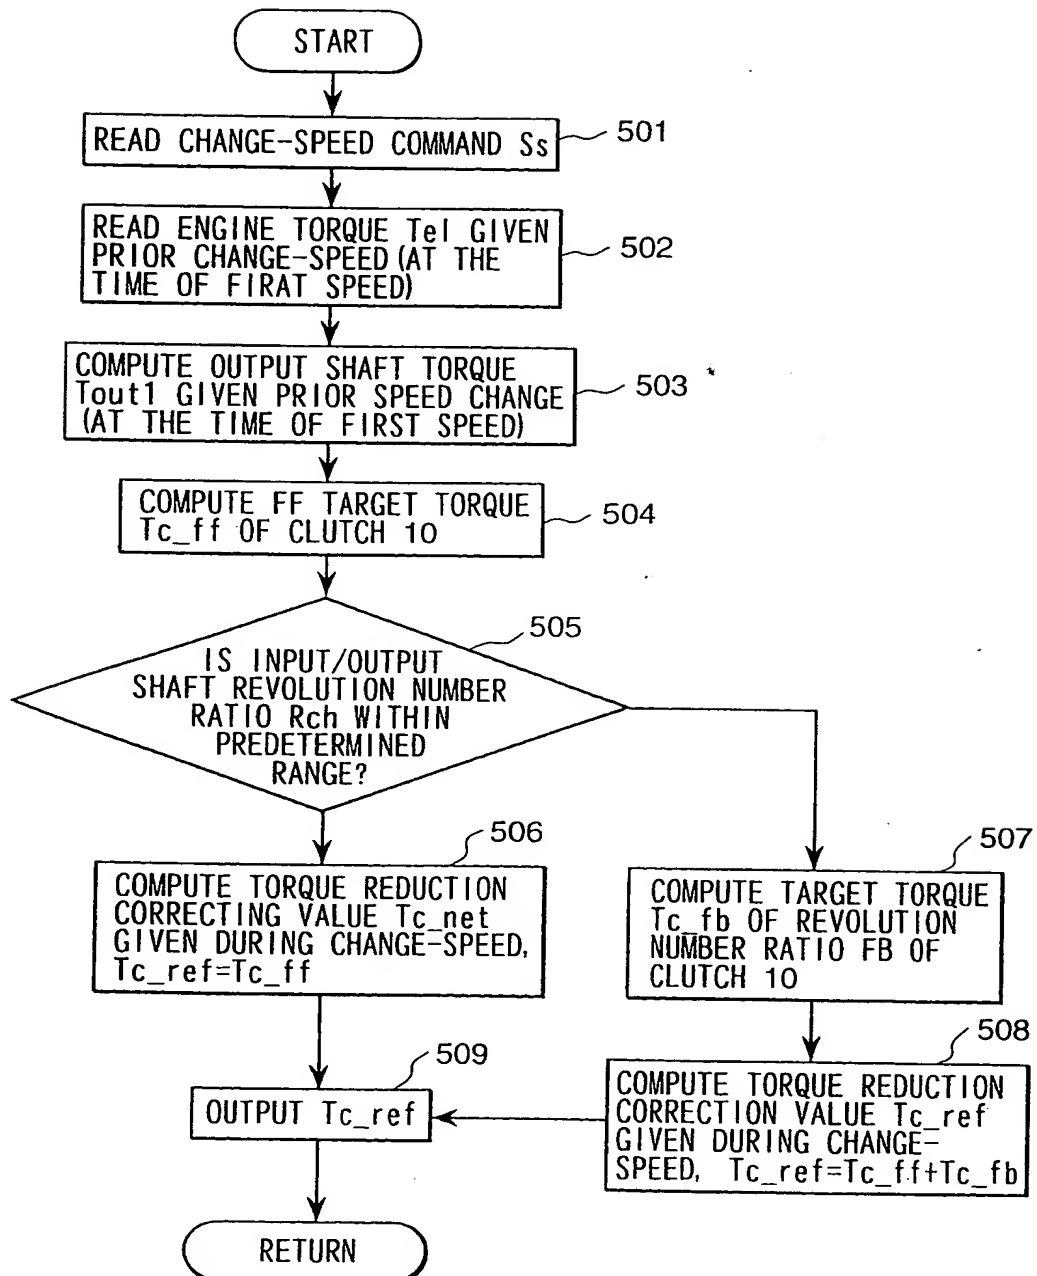 START
READ CHANGE-SPEED COMMAND Ss
501
READ ENGINE TORQUE Tel GIVEN
PRIOR CHANGE-SPEED (AT THE
TIME OF FIRAT SPEED)
502
COMPUTE OUTPUT SHAFT TORQUE
Tout1 GIVEN PRIOR SPEED CHANGE
(AT THE TIME OF FIRST SPEED)
503
COMPUTE FF TARGET TORQUE
Tc_ff OF CLUTCH 10
504
505
IS INPUT/OUTPUT
SHAFT REVOLUTION NUMBER
RATIO Rch WITHIN
PREDETERMINED
RANGE?
506
COMPUTE TORQUE REDUCTION
CORRECTING VALUE Tc_net
GIVEN DURING CHANGE-SPEED,
Tc_ref=Tc_ff
507
COMPUTE TARGET TORQUE
Tc_fb OF REVOLUTION
NUMBER RATIO FB OF
CLUTCH 10
508
COMPUTE TORQUE REDUCTION
CORRECTION VALUE Tc_ref
GIVEN DURING CHANGE-
SPEED, Tc_ref=Tc_ff+Tc_fb
509
OUTPUT Tc_ref
RETURN